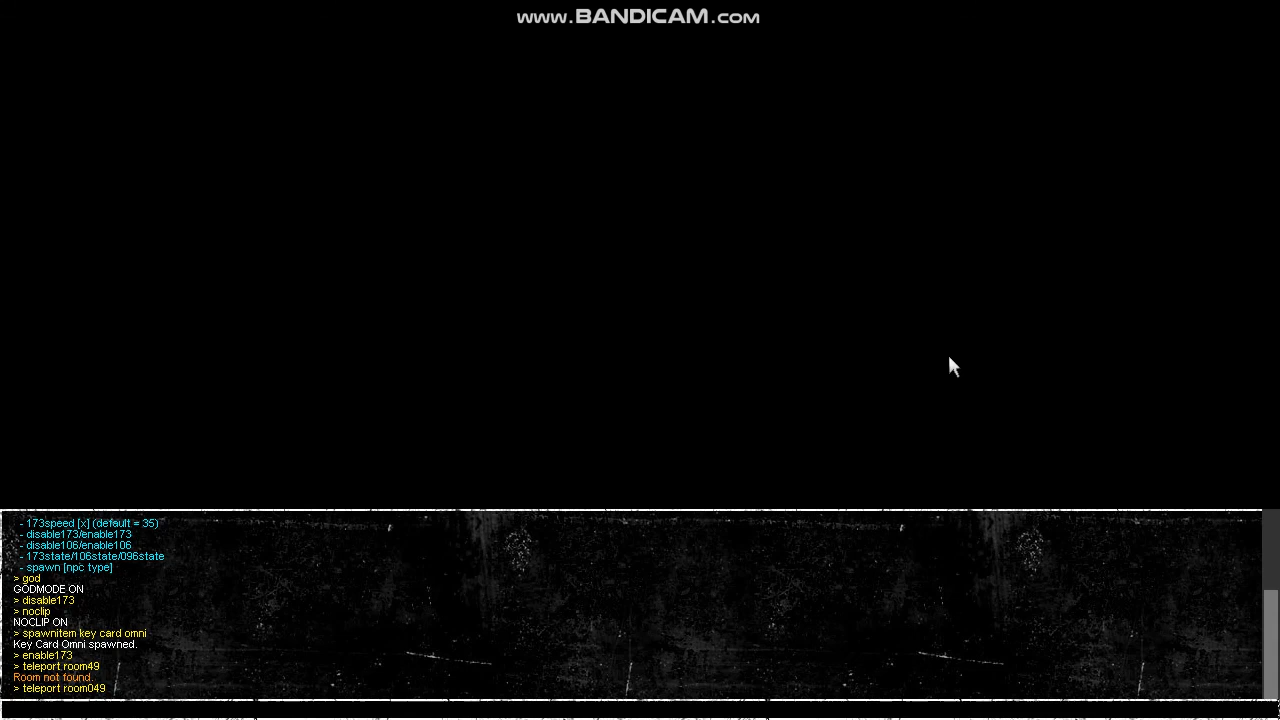 www.BANDICAM.COM
- 173speed [x] (default = 35)
- disable173/enable173
- disable106/enable106
- 173state/106state/096state
- spawn [npc type]
> god
GODMODE ON
> disable173
> noclip
NOCLIP ON
> spawnitem key card omni
Key Card Omni spawned.
> enable173
> teleport room49
Room not found.
> teleport room049